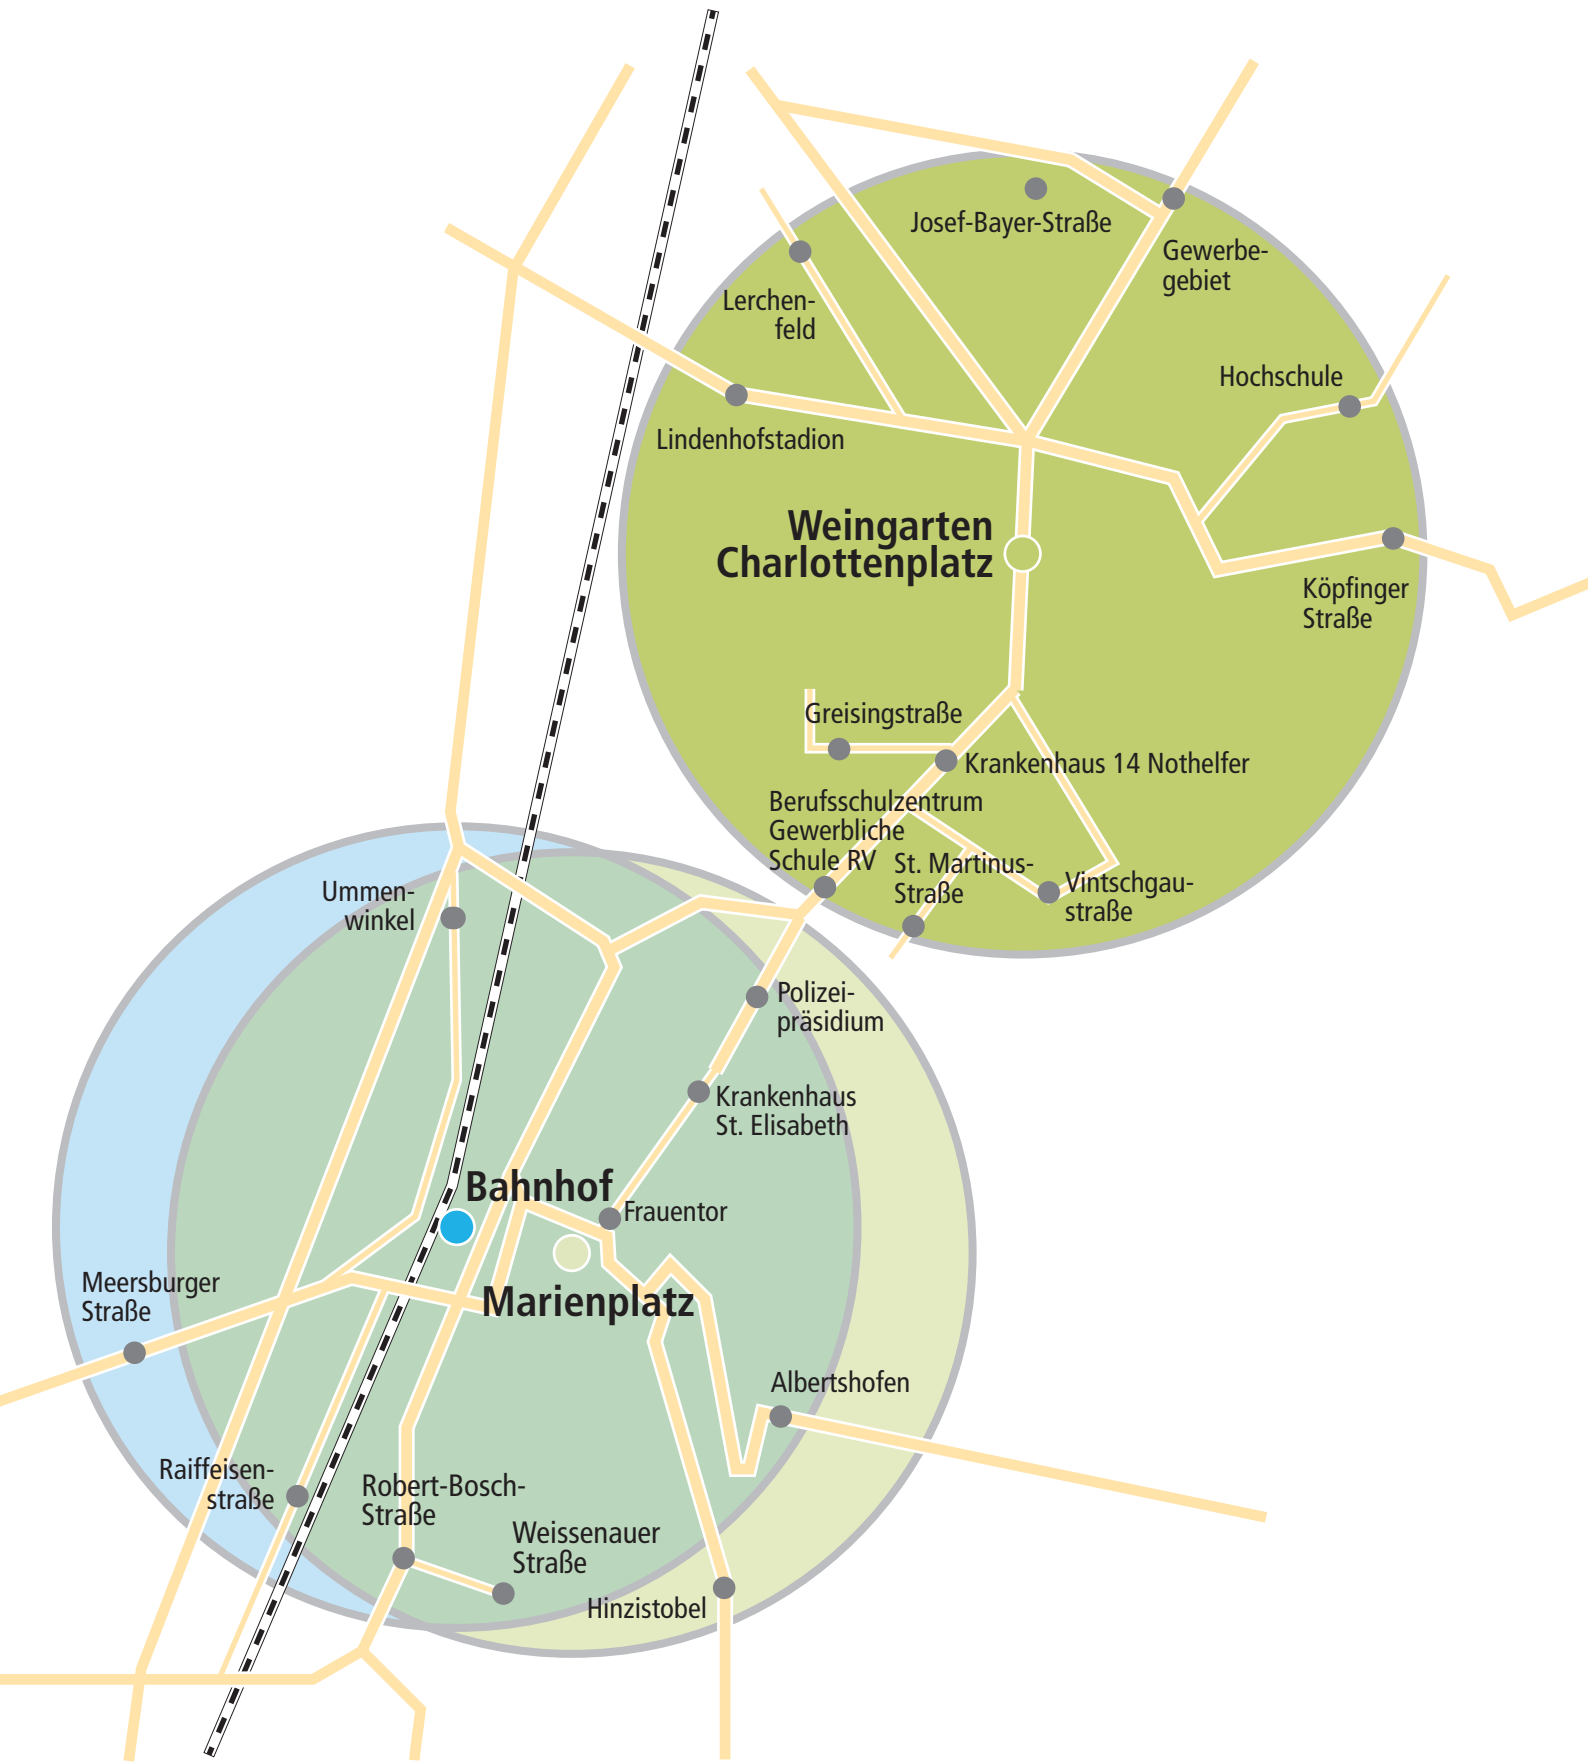 Josef-Bayer-Straße
Gewerbe-
gebiet
Lerchen-
feld
Hochschule
Lindenhofstadion
Weingarten
Charlottenplatz
Köpfinger
Straße
Greisingstraße
Krankenhaus 14 Nothelfer
Berufsschulzentrum
Gewerbliche
Schule RV
St. Martinus-
Straße
Vintschgau-
straße
Ummen-
winkel
Polizei-
präsidium
Krankenhaus
St. Elisabeth
Bahnhof
Frauentor
Meersburger
Straße
Marienplatz
Albertshofen
Raiffeisen-
straße
Robert-Bosch-
Straße
Weissenauer
Straße
Hinzistobel